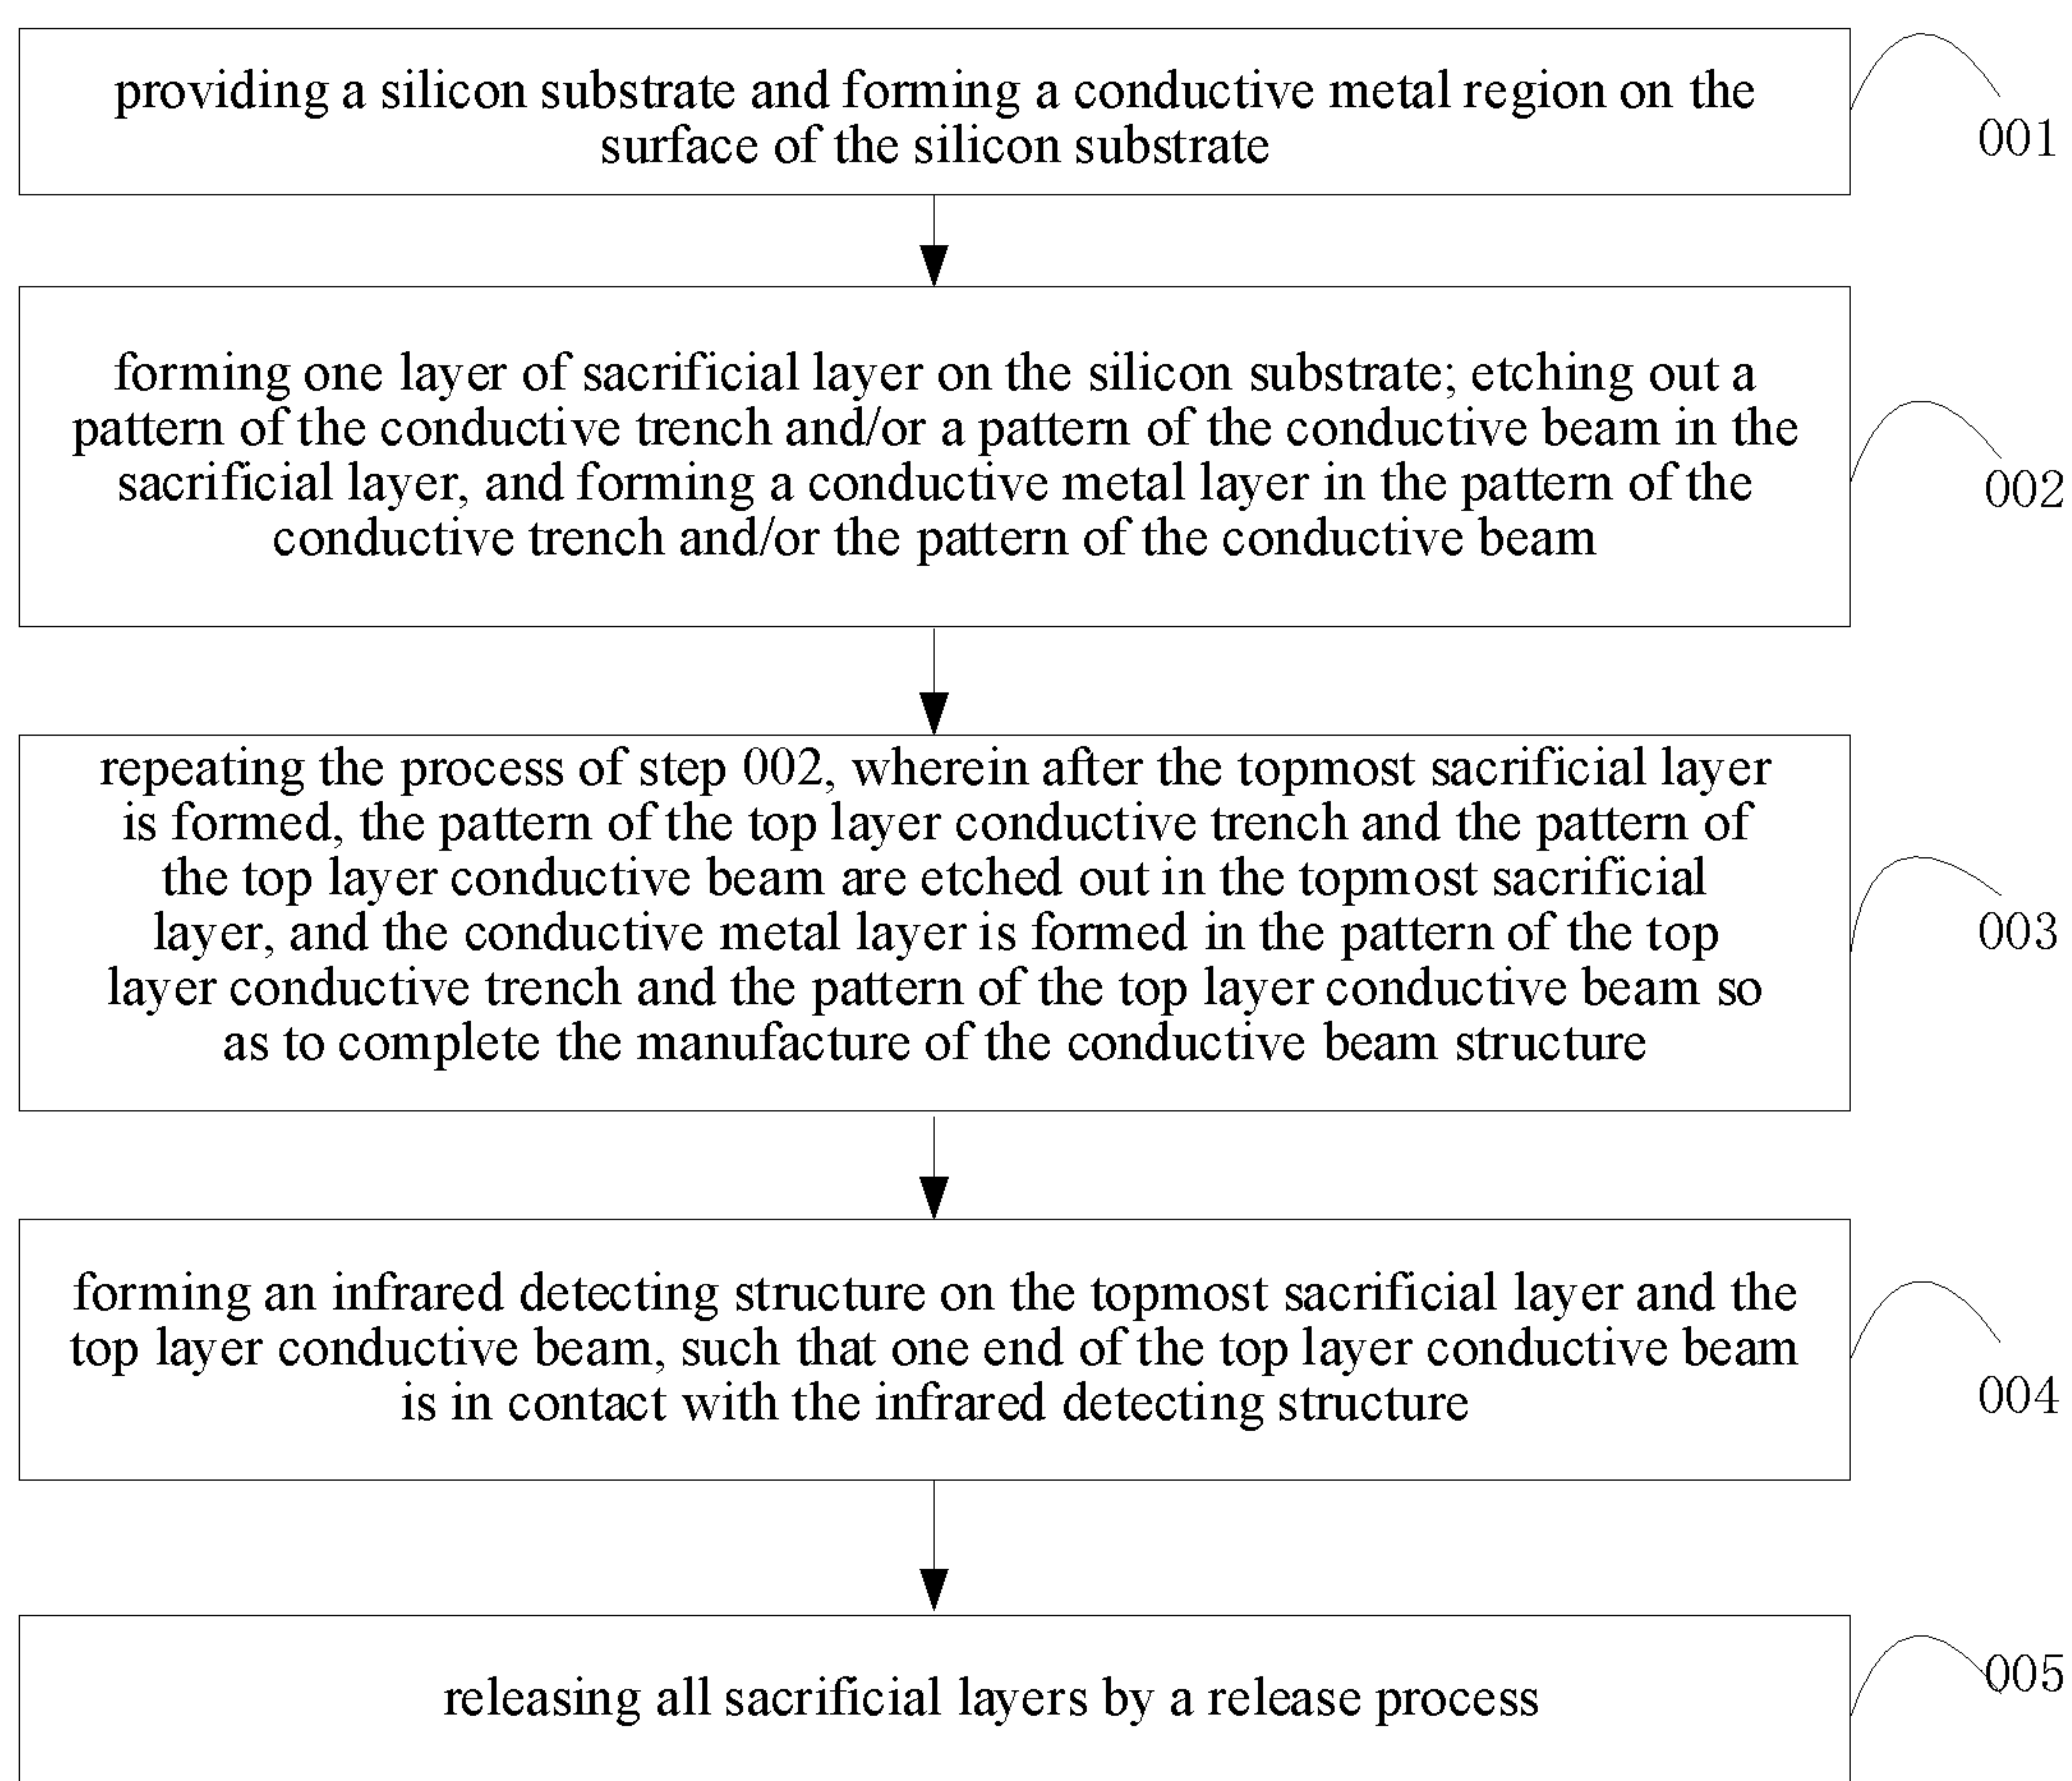 providing a silicon substrate and forming a conductive metal region on the
surface of the silicon substrate
001
forming one layer of sacrificial layer on the silicon substrate; etching out a
pattern of the conductive trench and/or a pattern of the conductive beam in the
sacrificial layer, and forming a conductive metal layer in the pattern of the
conductive trench and/or the pattern of the conductive beam
002
repeating the process of step 002, wherein after the topmost sacrificial layer
is formed, the pattern of the top layer conductive trench and the pattern of
the top layer conductive beam are etched out in the topmost sacrificial
layer, and the conductive metal layer is formed in the pattern of the top
layer conductive trench and the pattern of the top layer conductive beam so
as to complete the manufacture of the conductive beam structure
003
forming an infrared detecting structure on the topmost sacrificial layer and the
top layer conductive beam, such that one end of the top layer conductive beam
is in contact with the infrared detecting structure
004
releasing all sacrificial layers by a release process
005